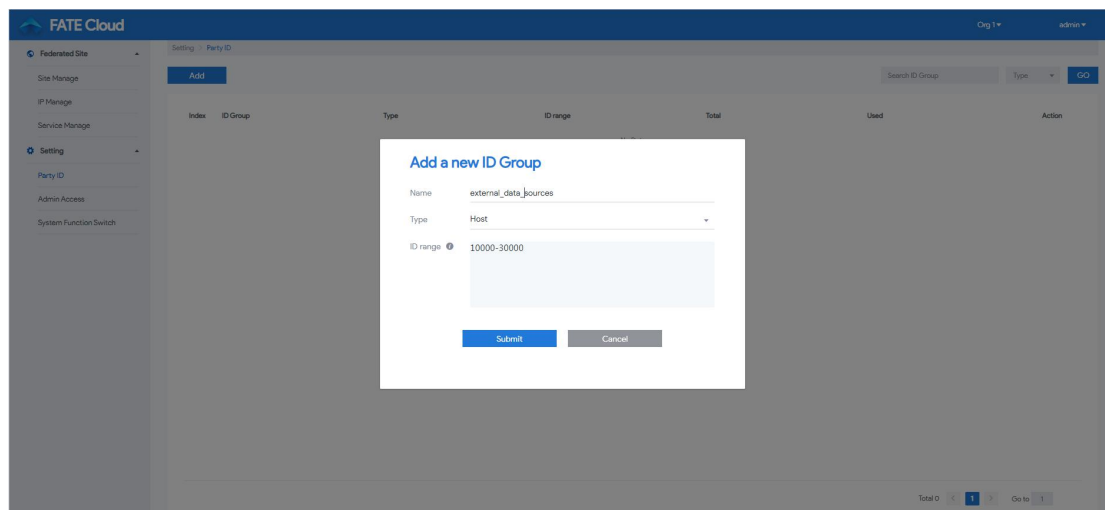 FATE Cloud
Org 1
admin
Federated Site
Site Manage
IP Manage
Service Manage
Setting
Party ID
Admin Access
System Function Switch
Setting > Party ID
Add
Search ID Group
Type
GO
Index ID Group Type ID range Total Used Action
Add a new ID Group
Name external_data_sources
Type Host
ID range 10000-30000
Submit Cancel
Total 0 < 1 > Go to 1